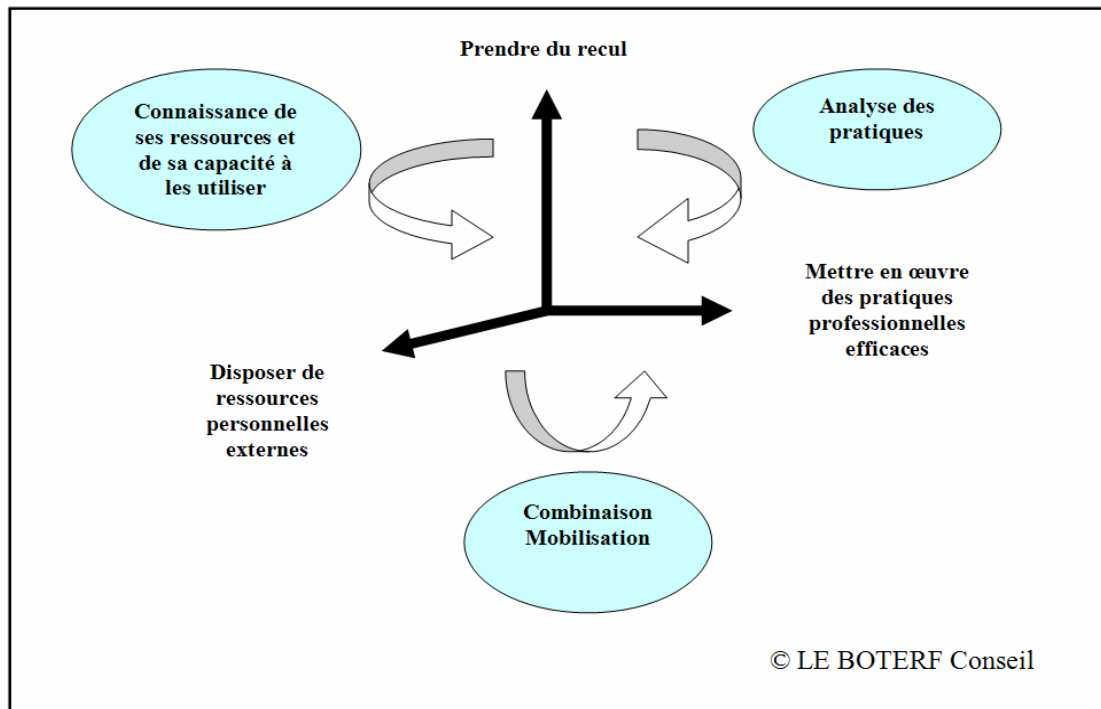 Prendre du recul
Connaissance de
ses ressources et
de sa capacité à
les utiliser
Analyse des
pratiques
Mettre en œuvre
des pratiques
professionnelles
efficaces
Disposer de
ressources
personnelles
externes
Combinaison
Mobilisation
© LE BOTERF Conseil